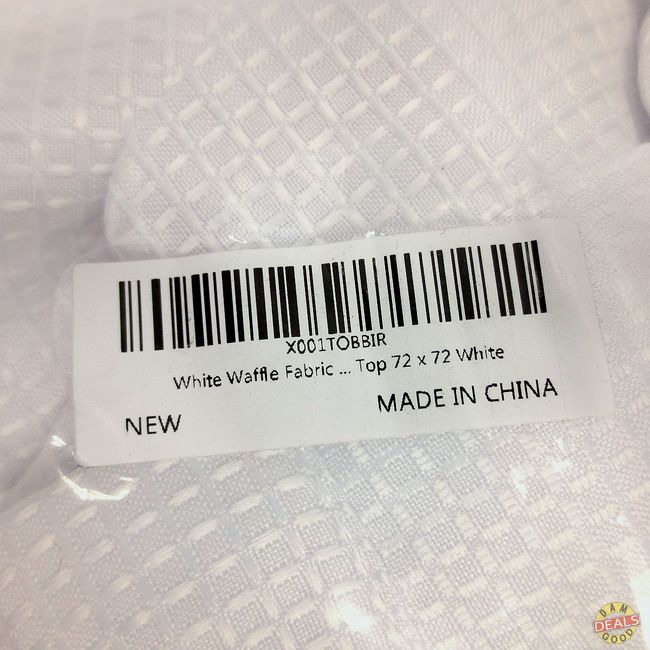 X001TOBBIR
White Waffle Fabric ... Top 72 x 72 White
NEW
MADE IN CHINA
DAM
DEALS
GOOD